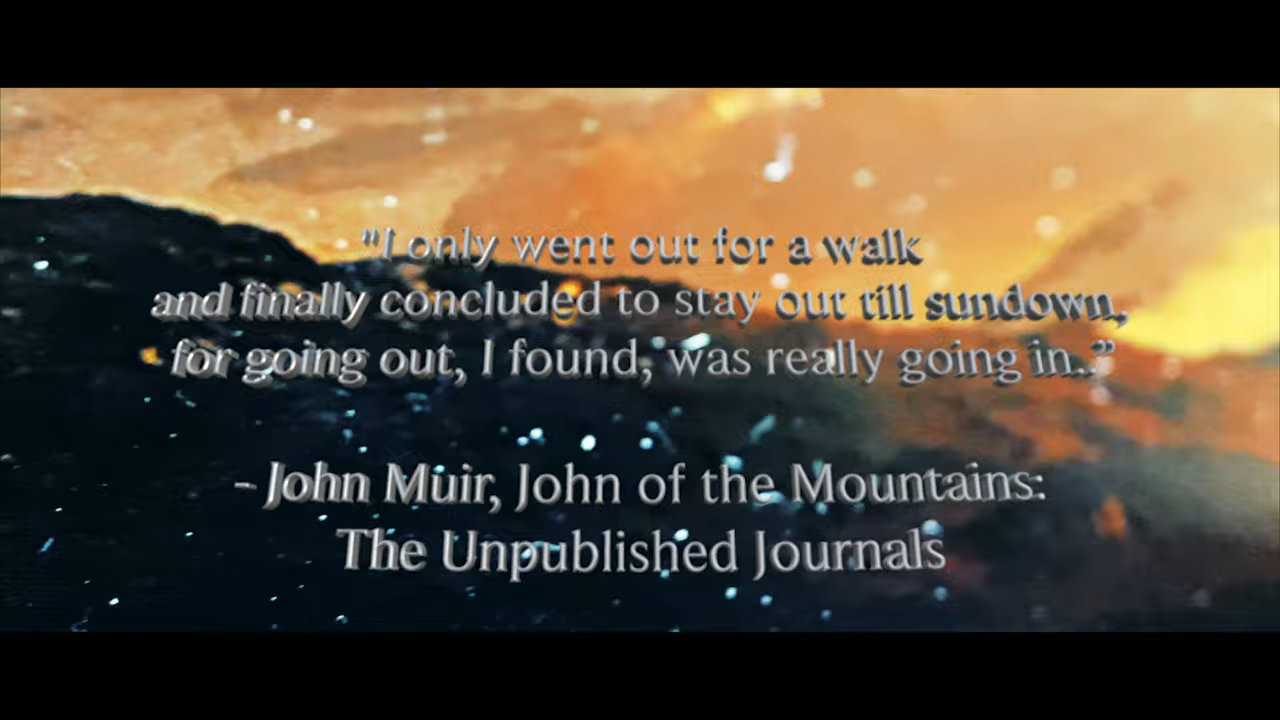 "I only went out for a walk
and finally concluded to stay out till sundown,
for going out, I found, was really going in..”
- John Muir, John of the Mountains:
The Unpublished Journals